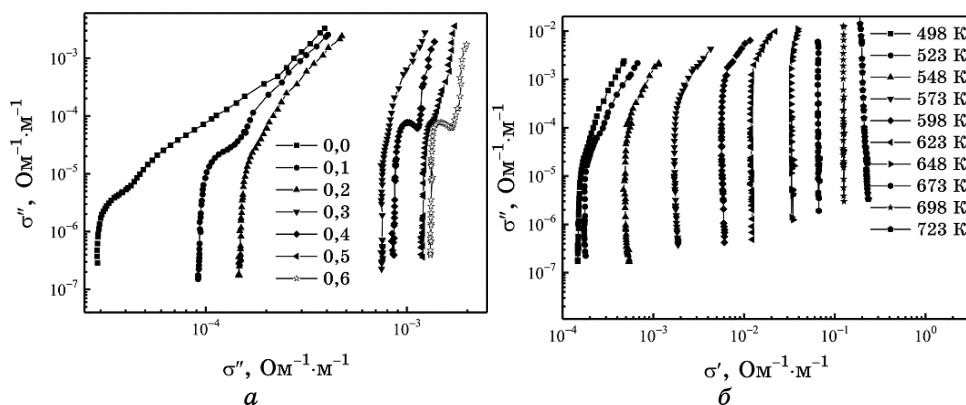 10⁻²
10⁻³
10⁻⁴
10⁻⁵
10⁻⁶
10⁻⁷
σ″, Ом⁻¹·м⁻¹
0,0
0,1
0,2
0,3
0,4
0,5
0,6
10⁻⁴
10⁻³
σ″, Ом⁻¹·м⁻¹
а
10⁻²
10⁻³
10⁻⁴
10⁻⁵
10⁻⁶
10⁻⁷
σ″, Ом⁻¹·м⁻¹
498 К
523 К
548 К
573 К
598 К
623 К
648 К
673 К
698 К
723 К
10⁻⁴
10⁻³
10⁻²
10⁻¹
10⁰
σ′, Ом⁻¹·м⁻¹
б